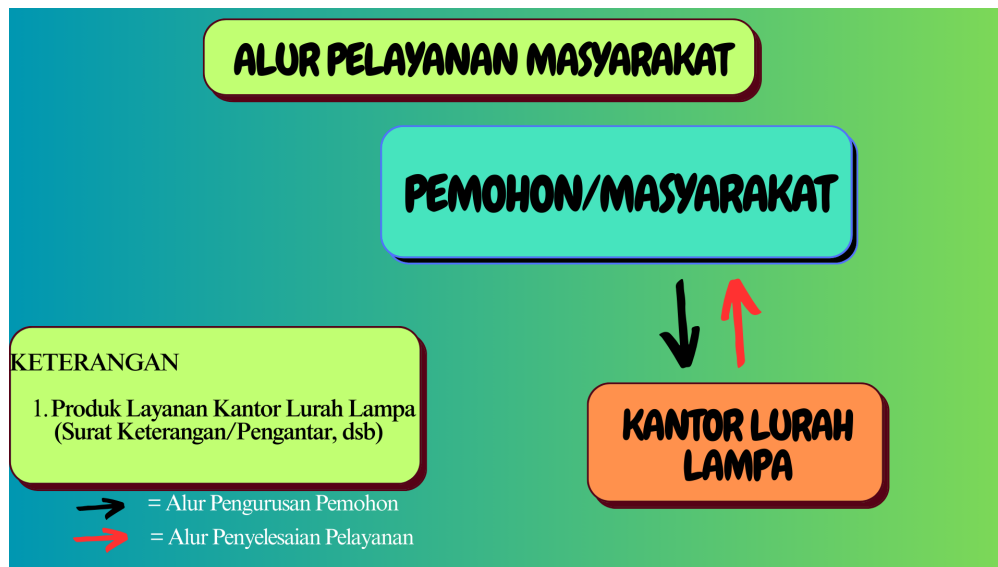 ALUR PELAYANAN MASYARAKAT
PEMOHON/MASYARAKAT
KANTOR LURAH
LAMPA
KETERANGAN
1. Produk Layanan Kantor Lurah Lampa
(Surat Keterangan/Pengantar, dsb)
= Alur Pengurusan Pemohon
= Alur Penyelesaian Pelayanan